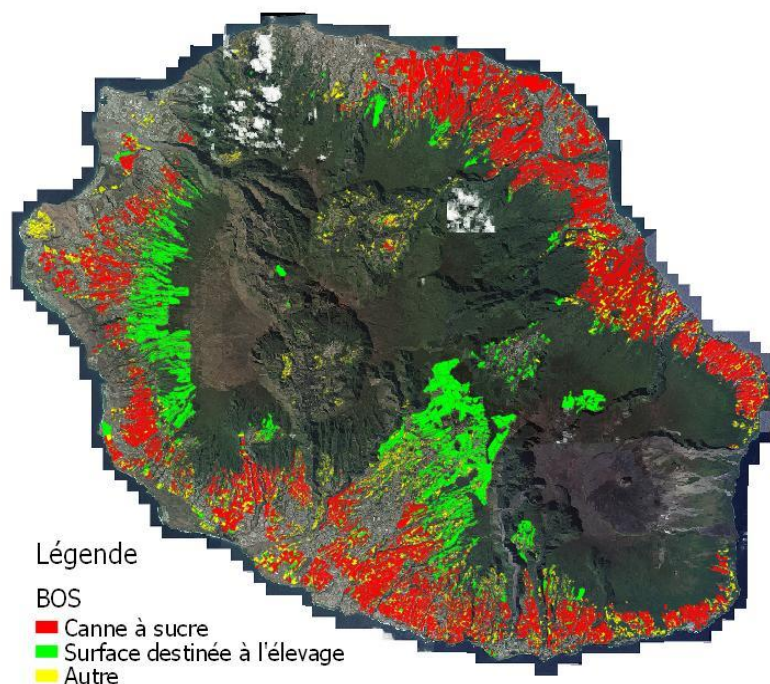 Légende
BOS
Canne à sucre
Surface destinée à l'élevage
Autre